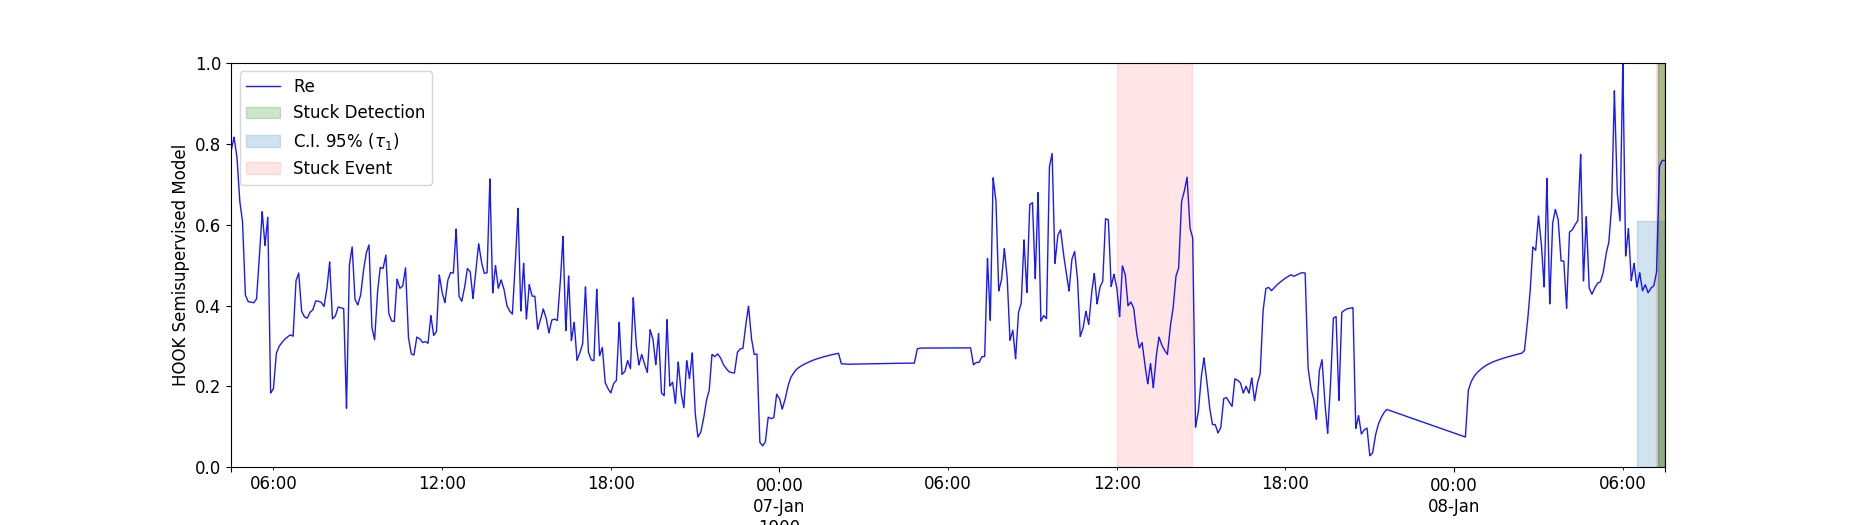 HOOK Semisupervised Model
1.0
0.8
0.6
0.4
0.2
0.0
Re
Stuck Detection
C.I. 95% (τ₁)
Stuck Event
06:00 12:00 18:00 00:00 06:00 12:00 18:00 00:00 06:00
07-Jan 08-Jan
1900